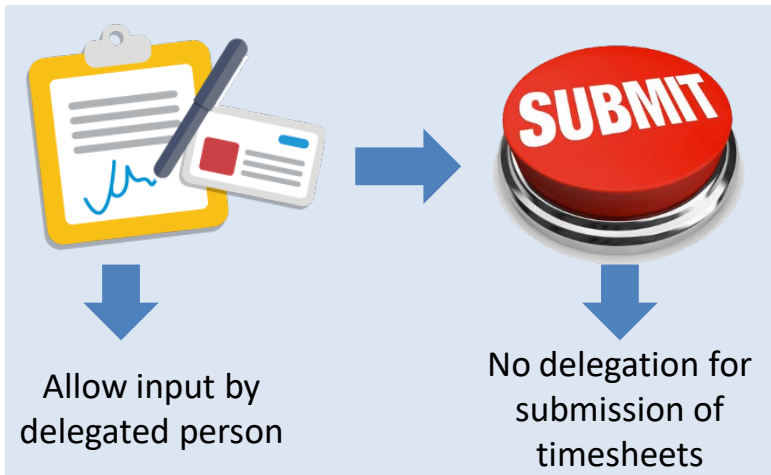 SUBMIT
Allow input by
delegated person
No delegation for
submission of
timesheets